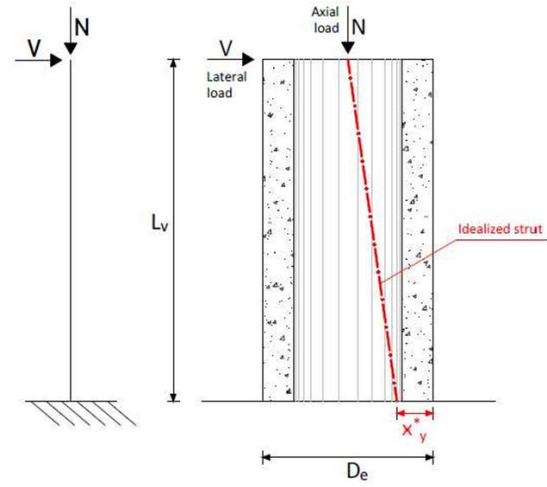 N
V
Axial
load
N
V
Lateral
load
Lv
Idealized strut
x*y
De